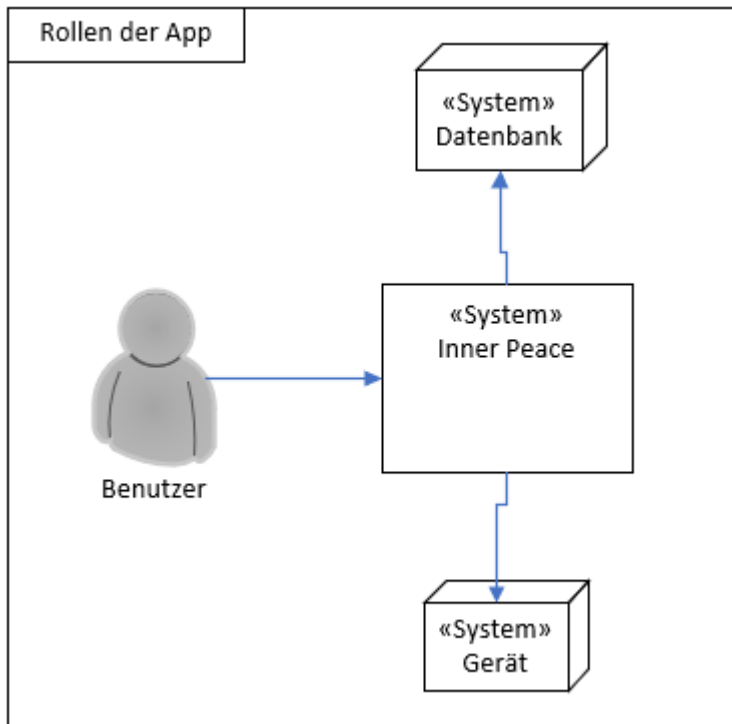 Rollen der App
«System»
Datenbank
«System»
Inner Peace
Benutzer
«System»
Gerät